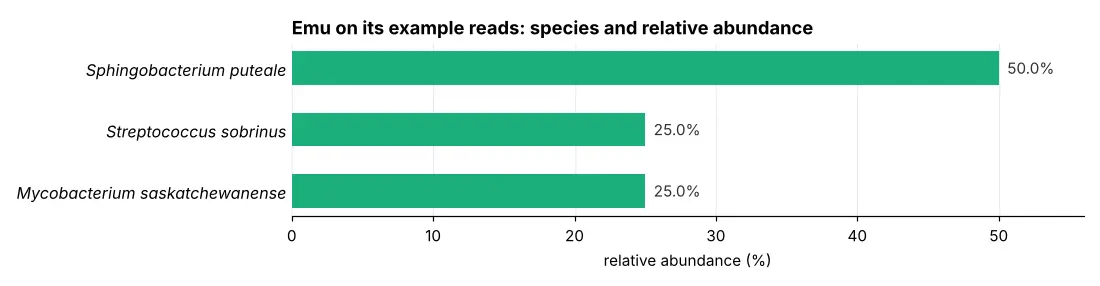 Emu on its example reads: species and relative abundance
Sphingobacterium puteale 50.0%
Streptococcus sobrinus 25.0%
Mycobacterium saskatchewanense 25.0%
0 10 20 30 40 50
relative abundance (%)